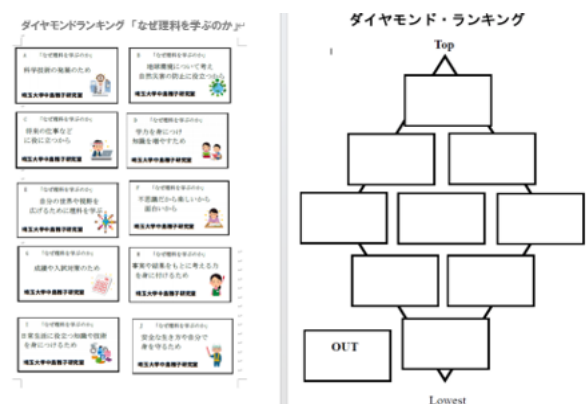 ダイヤモンドランキング「なぜ理科を学ぶのか」
A 「なぜ理科を学ぶのか」
科学技術の発展のため
埼玉大学中島雅子研究室
B 「なぜ理科を学ぶのか」
地球環境について考え
自然災害の防止に役立つから
埼玉大学中島雅子研究室
C 「なぜ理科を学ぶのか」
将来の仕事など
に役に立つから
埼玉大学中島雅子研究室
D 「なぜ理科を学ぶのか」
学力を身につけ
知識を増やすため
埼玉大学中島雅子研究室
E 「なぜ理科を学ぶのか」
自分の世界や視野を
広げるために理科を学ぶ
埼玉大学中島雅子研究室
F 「なぜ理科を学ぶのか」
不思議だから楽しいから
面白いから
埼玉大学中島雅子研究室
「なぜ理科を学ぶのか」
成績や入試対策のため
埼玉大学中島雅子研究室
「なぜ理科を学ぶのか」
事実や結果をもとに考える力
を身に付けるため
埼玉大学中島雅子研究室
I 「なぜ理科を学ぶのか」
日常生活に役立つ知識や技術
を身につけるため
埼玉大学中島雅子研究室
J 「なぜ理科を学ぶのか」
安全な生き方や自分で
身を守るため
埼玉大学中島雅子研究室
ダイヤモンド・ランキング
Top
OUT
Lowest